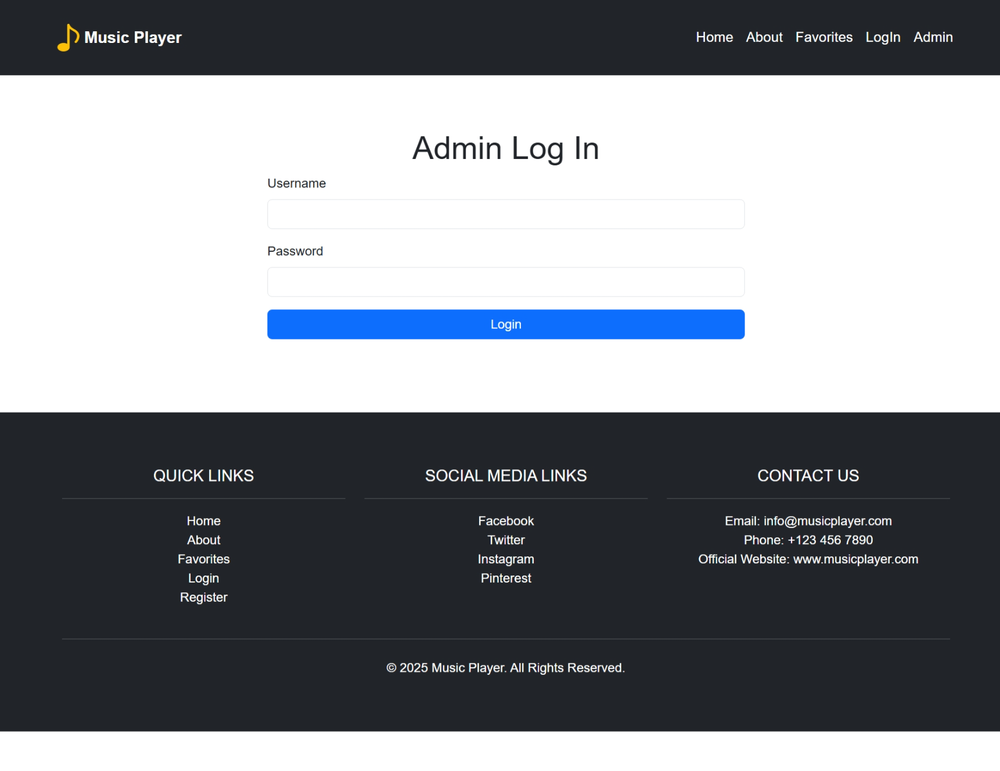 Music Player
Home About Favorites LogIn Admin
Admin Log In
Username
Password
Login
QUICK LINKS
Home
About
Favorites
Login
Register
SOCIAL MEDIA LINKS
Facebook
Twitter
Instagram
Pinterest
CONTACT US
Email: info@musicplayer.com
Phone: +123 456 7890
Official Website: www.musicplayer.com
© 2025 Music Player. All Rights Reserved.